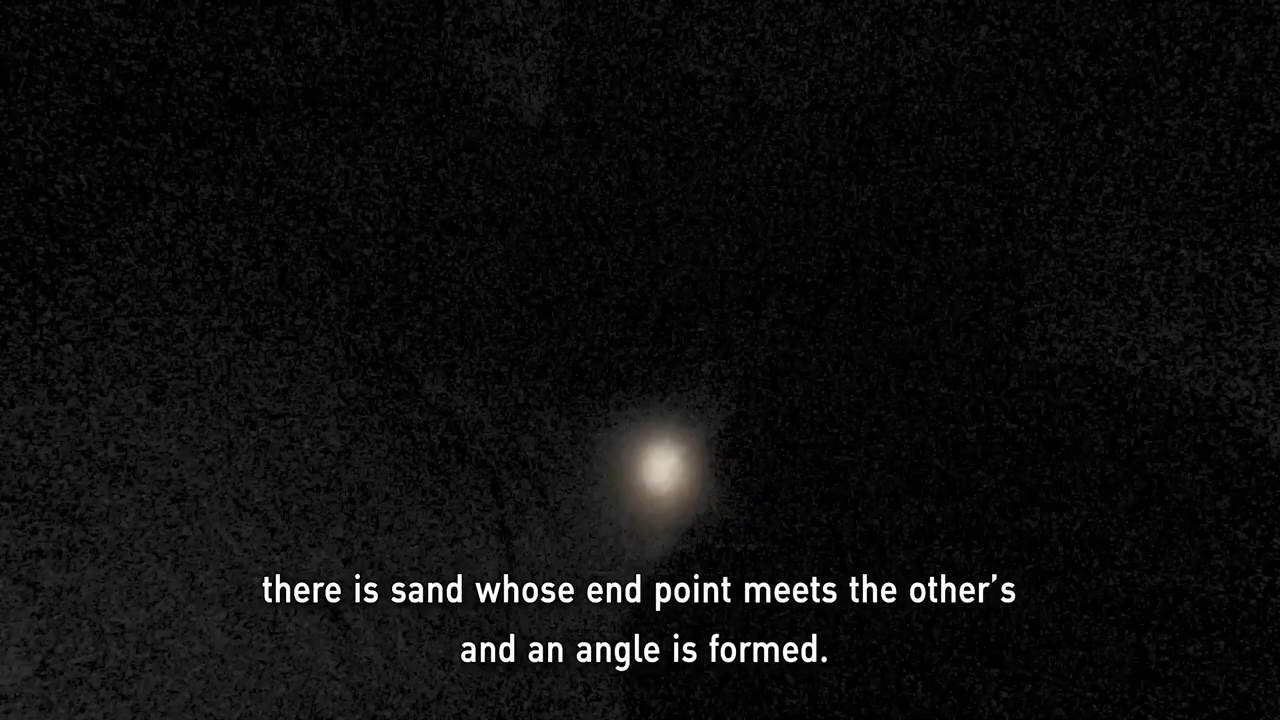 there is sand whose end point meets the other’s
and an angle is formed.